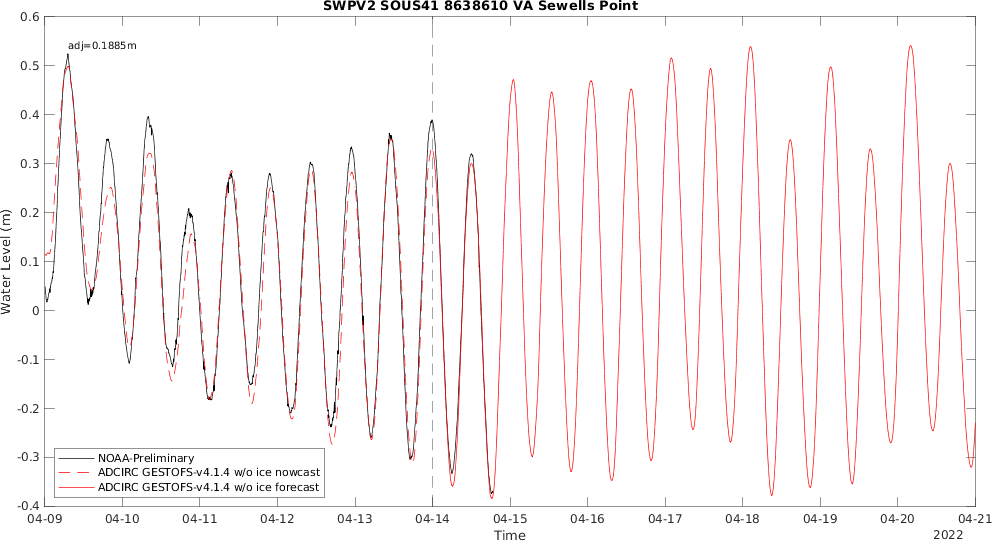 SWPV2 SOUS41 8638610 VA Sewells Point
adj=0.1885m
0.6
0.5
0.4
0.3
0.2
0.1
0
-0.1
-0.2
-0.3
-0.4
Water Level (m)
NOAA-Preliminary
ADCIRC GESTOFS-v4.1.4 w/o ice nowcast
ADCIRC GESTOFS-v4.1.4 w/o ice forecast
04-09 04-10 04-11 04-12 04-13 04-14 04-15 04-16 04-17 04-18 04-19 04-20 04-21
Time
2022